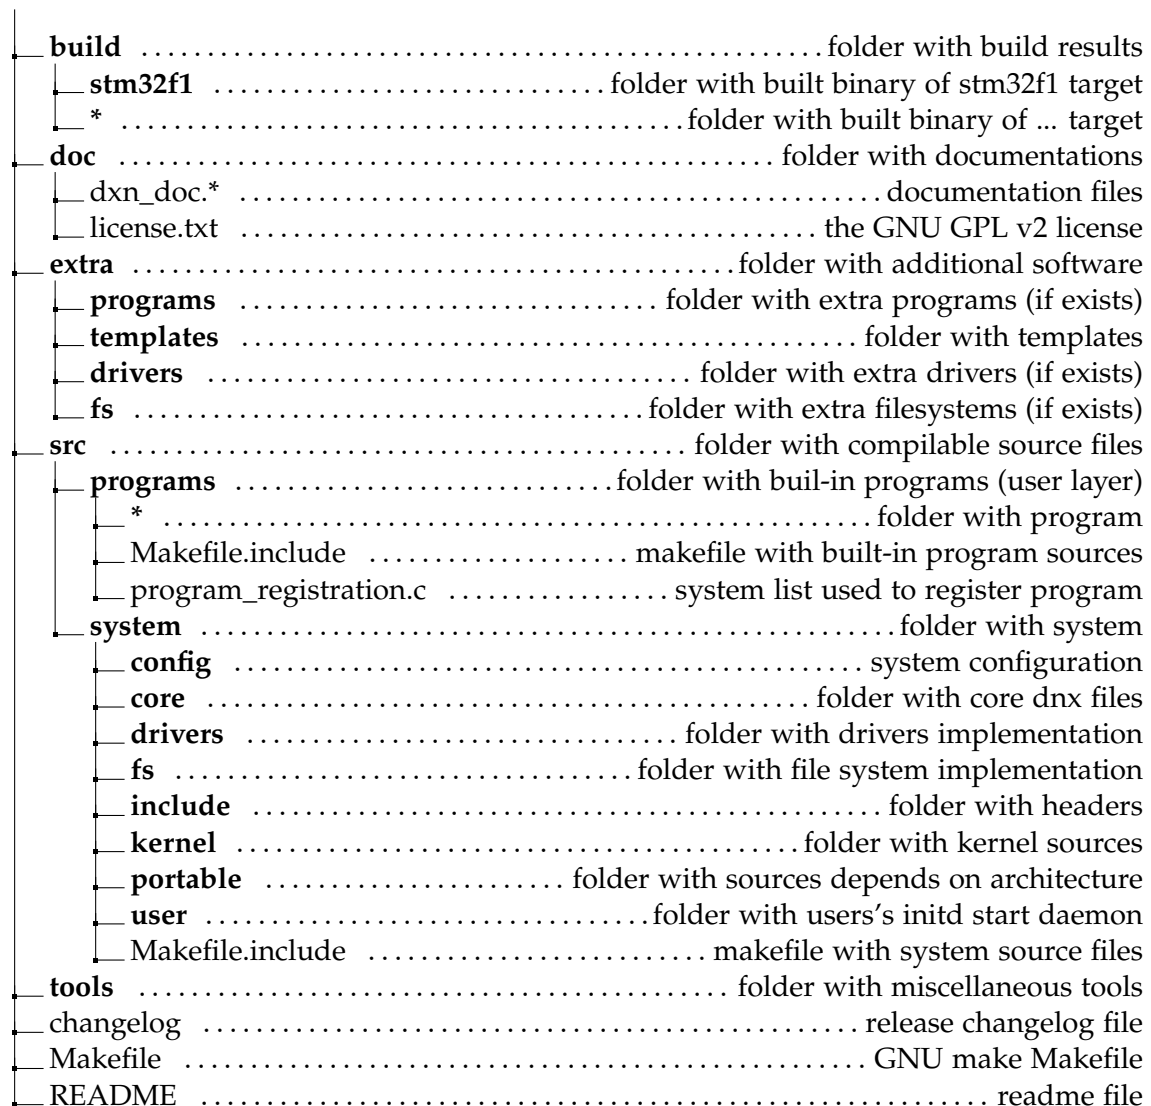 build ........ folder with build results
stm32f1 ........ folder with built binary of stm32f1 target
* ........ folder with built binary of ... target
doc ........ folder with documentations
dxn_doc.* ........ documentation files
license.txt ........ the GNU GPL v2 license
extra ........ folder with additional software
programs ........ folder with extra programs (if exists)
templates ........ folder with templates
drivers ........ folder with extra drivers (if exists)
fs ........ folder with extra filesystems (if exists)
src ........ folder with compilable source files
programs ........ folder with buil-in programs (user layer)
* ........ folder with program
Makefile.include ........ makefile with built-in program sources
program_registration.c ........ system list used to register program
system ........ folder with system
config ........ system configuration
core ........ folder with core dnx files
drivers ........ folder with drivers implementation
fs ........ folder with file system implementation
include ........ folder with headers
kernel ........ folder with kernel sources
portable ........ folder with sources depends on architecture
user ........ folder with users's initd start daemon
Makefile.include ........ makefile with system source files
tools ........ folder with miscellaneous tools
changelog ........ release changelog file
Makefile ........ GNU make Makefile
README ........ readme file